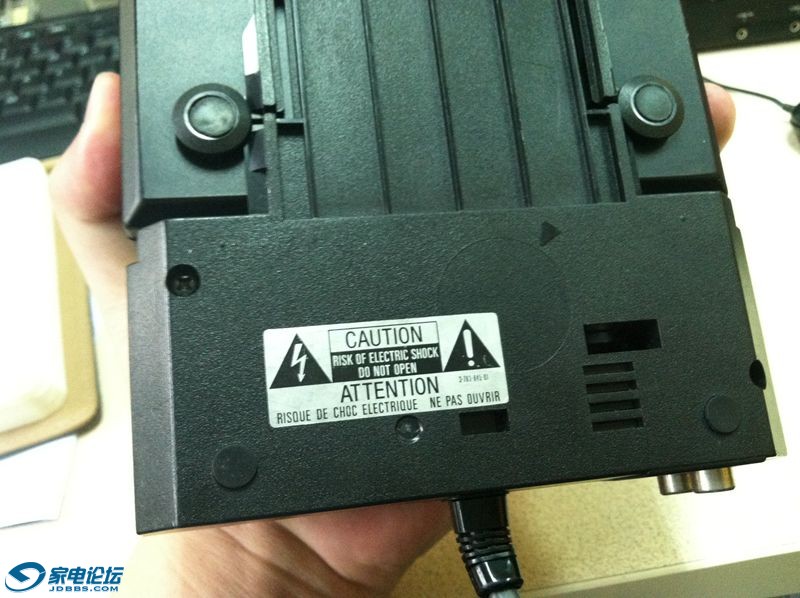 CAUTION
RISK OF ELECTRIC SHOCK
DO NOT OPEN
ATTENTION
RISQUE DE CHOC ELECTRIQUE NE PAS OUVRIR
家电论坛
JDBBS.COM